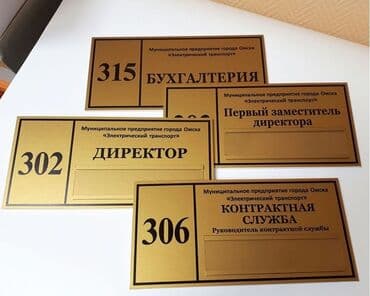 315
Муниципальное предприятие города Омска
«Электрический транспорт»
БУХГАЛТЕРИЯ
Муниципальное предприятие города Омска
«Электрический транспорт»
Первый заместитель
директора
302
Муниципальное предприятие города Омска
«Электрический транспорт»
ДИРЕКТОР
306
Муниципальное предприятие города Омска
«Электрический транспорт»
КОНТРАКТНАЯ
СЛУЖБА
Руководитель контрактной службы